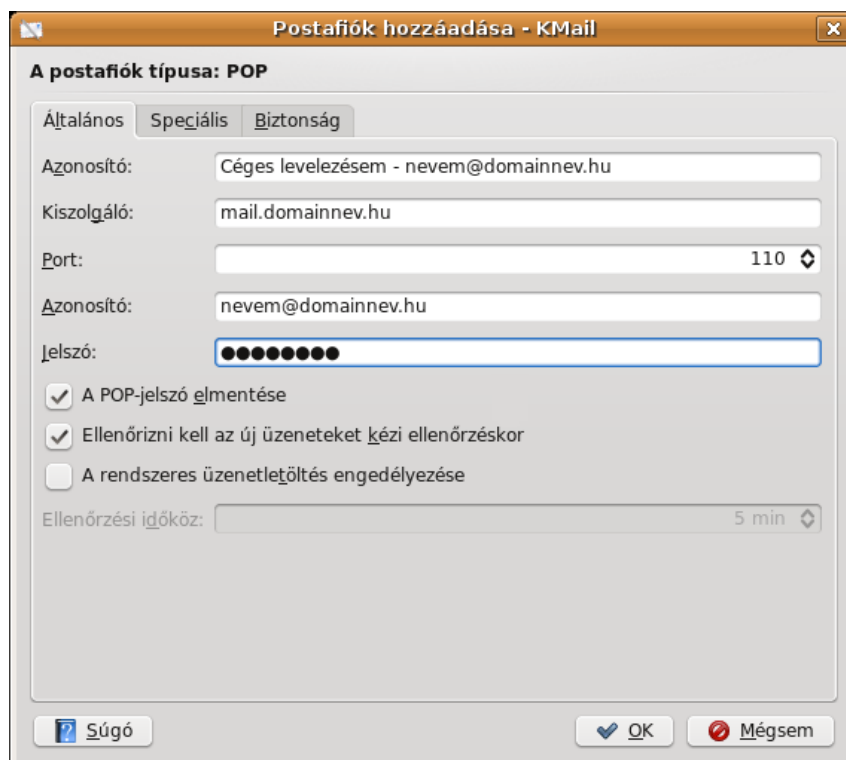 Postafiók hozzáadása - KMail
A postafiók típusa: POP
Általános Speciális Biztonság
Azonosító: Céges levelezésem - nevem@domainnev.hu
Kiszolgáló: mail.domainnev.hu
Port: 110
Azonosító: nevem@domainnev.hu
Jelszó: ●●●●●●●●
A POP-jelszó elmentése
Ellenőrizni kell az új üzeneteket kézi ellenőrzéskor
A rendszeres üzenetletöltés engedélyezése
Ellenőrzési időköz: 5 min
Súgó OK Mégsem